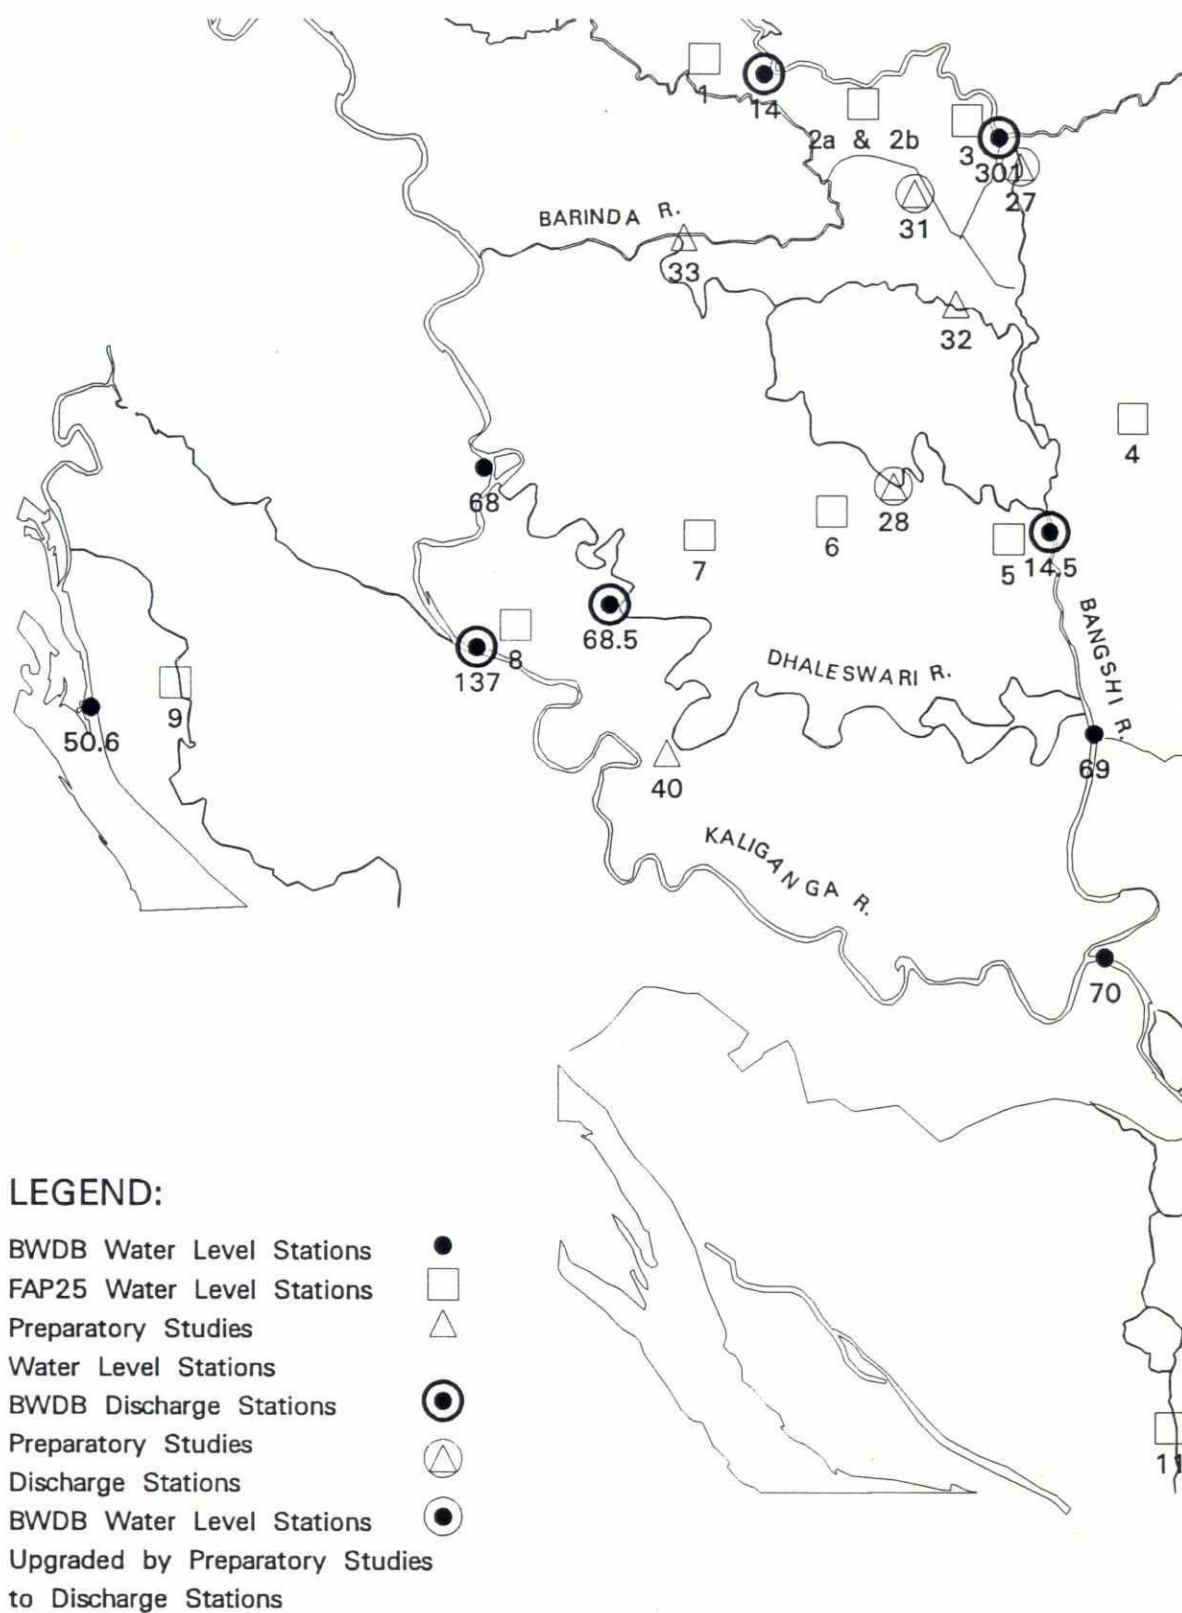 1
14
2a & 2b
3
301
27
31
BARINDA R.
33
32
4
68
28
6
7
5
14.5
68.5
8
137
DHALESWARI R.
BANGSHI R.
9
50.6
69
40
KALIGANGA R.
70
LEGEND:
BWDB Water Level Stations
FAP25 Water Level Stations
Preparatory Studies
Water Level Stations
BWDB Discharge Stations
Preparatory Studies
Discharge Stations
BWDB Water Level Stations
Upgraded by Preparatory Studies
to Discharge Stations
11